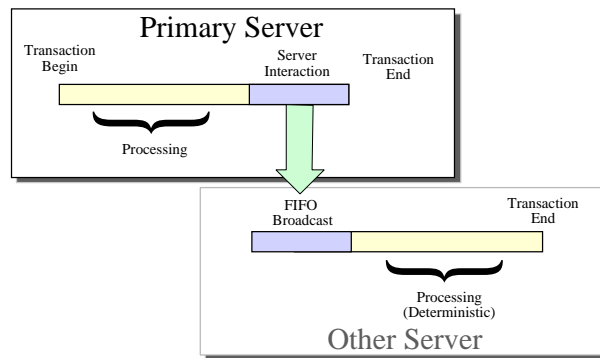 Primary Server
Transaction
Begin
Server
Interaction
Transaction
End
Processing
FIFO
Broadcast
Transaction
End
Processing
(Deterministic)
Other Server